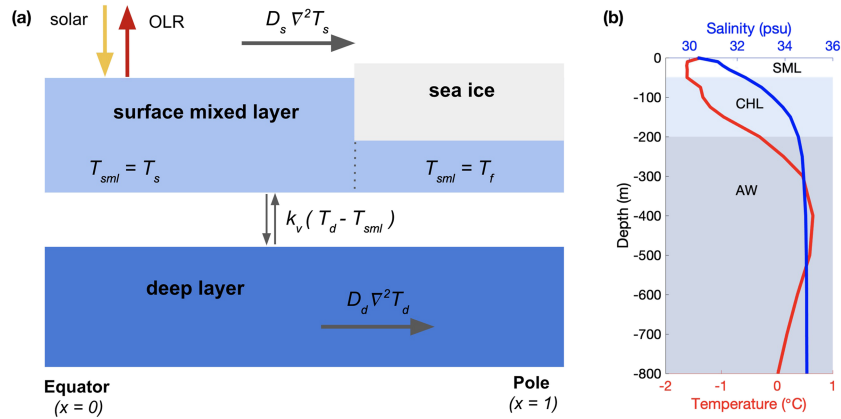 (a)
solar
OLR
D_s ∇²T_s
surface mixed layer
sea ice
T_sml = T_s
T_sml = T_f
k_v ( T_d - T_sml )
deep layer
D_d ∇²T_d
Equator
(x = 0)
Pole
(x = 1)
(b)
Salinity (psu)
30 32 34 36
0
-100
-200
-300
-400
-500
-600
-700
-800
Depth (m)
SML
CHL
AW
-2 -1 0 1
Temperature (°C)